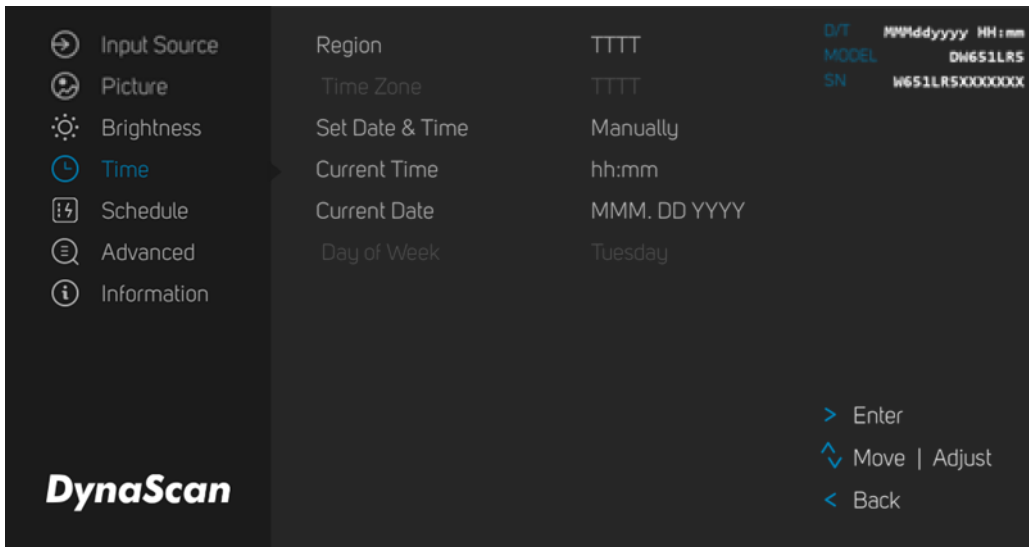 Input Source
Picture
Brightness
Time
Schedule
Advanced
Information
DynaScan
Region TTTT
Time Zone TTTT
Set Date & Time Manually
Current Time hh:mm
Current Date MMM. DD YYYY
Day of Week Tuesday
D/T MMMddyyyy HH:mm
MODEL DW651LR5
SN W651LR5XXXXXXX
> Enter
Move | Adjust
< Back